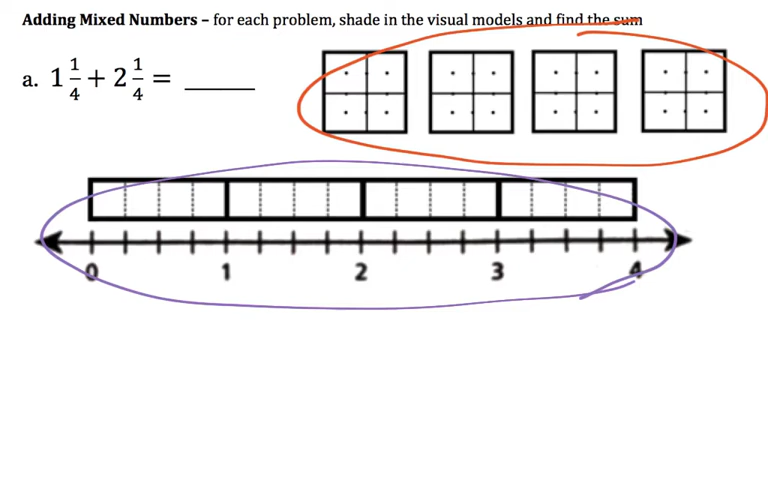 Adding Mixed Numbers – for each problem, shade in the visual models and find the sum
a. 1 1/4 + 2 1/4 = ______
0 1 2 3 4